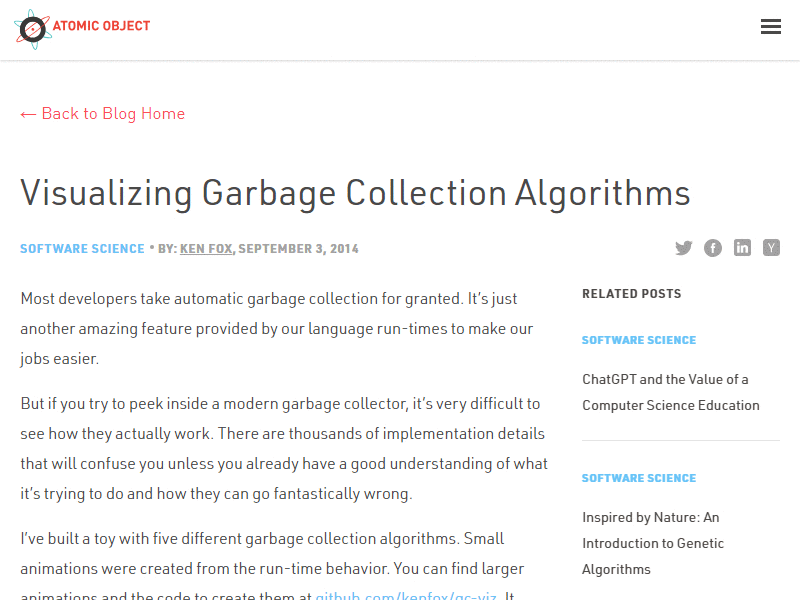 ATOMIC OBJECT
← Back to Blog Home
Visualizing Garbage Collection Algorithms
SOFTWARE SCIENCE • BY: KEN FOX, SEPTEMBER 3, 2014
Most developers take automatic garbage collection for granted. It’s just
another amazing feature provided by our language run-times to make our
jobs easier.
But if you try to peek inside a modern garbage collector, it’s very difficult to
see how they actually work. There are thousands of implementation details
that will confuse you unless you already have a good understanding of what
it’s trying to do and how they can go fantastically wrong.
I’ve built a toy with five different garbage collection algorithms. Small
animations were created from the run-time behavior. You can find larger
animations and the code to create them at github.com/kenfox/gc-viz. It
RELATED POSTS
SOFTWARE SCIENCE
ChatGPT and the Value of a
Computer Science Education
SOFTWARE SCIENCE
Inspired by Nature: An
Introduction to Genetic
Algorithms